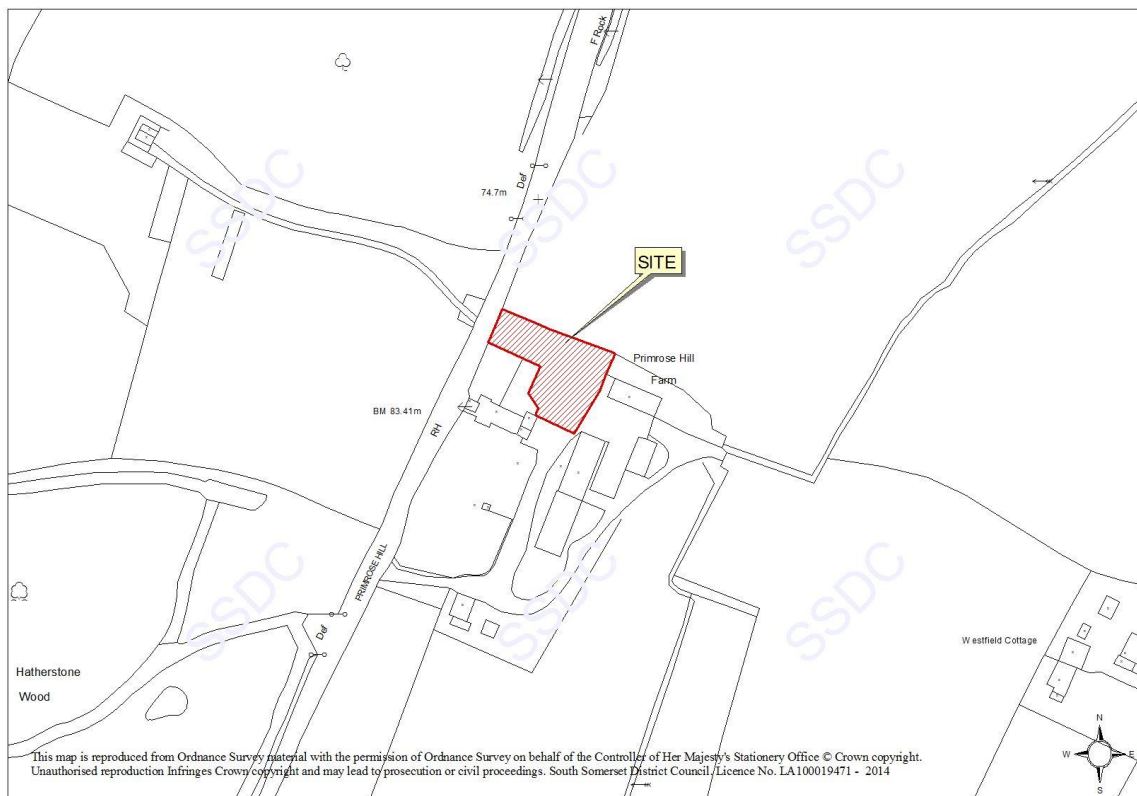 F Rock
SSDC
SSDC
SSDC
Def
74.7m
SITE
Primrose Hill
Farm
BM 83.41m
RH
PRIMROSE HILL
SSDC
SSDC
SSDC
Def
Westfield Cottage
Hatherstone
Wood
N
W
E
S
This map is reproduced from Ordnance Survey material with the permission of Ordnance Survey on behalf of the Controller of Her Majesty's Stationery Office © Crown copyright.
Unauthorised reproduction Infringes Crown copyright and may lead to prosecution or civil proceedings. South Somerset District Council. Licence No. LA100019471 - 2014